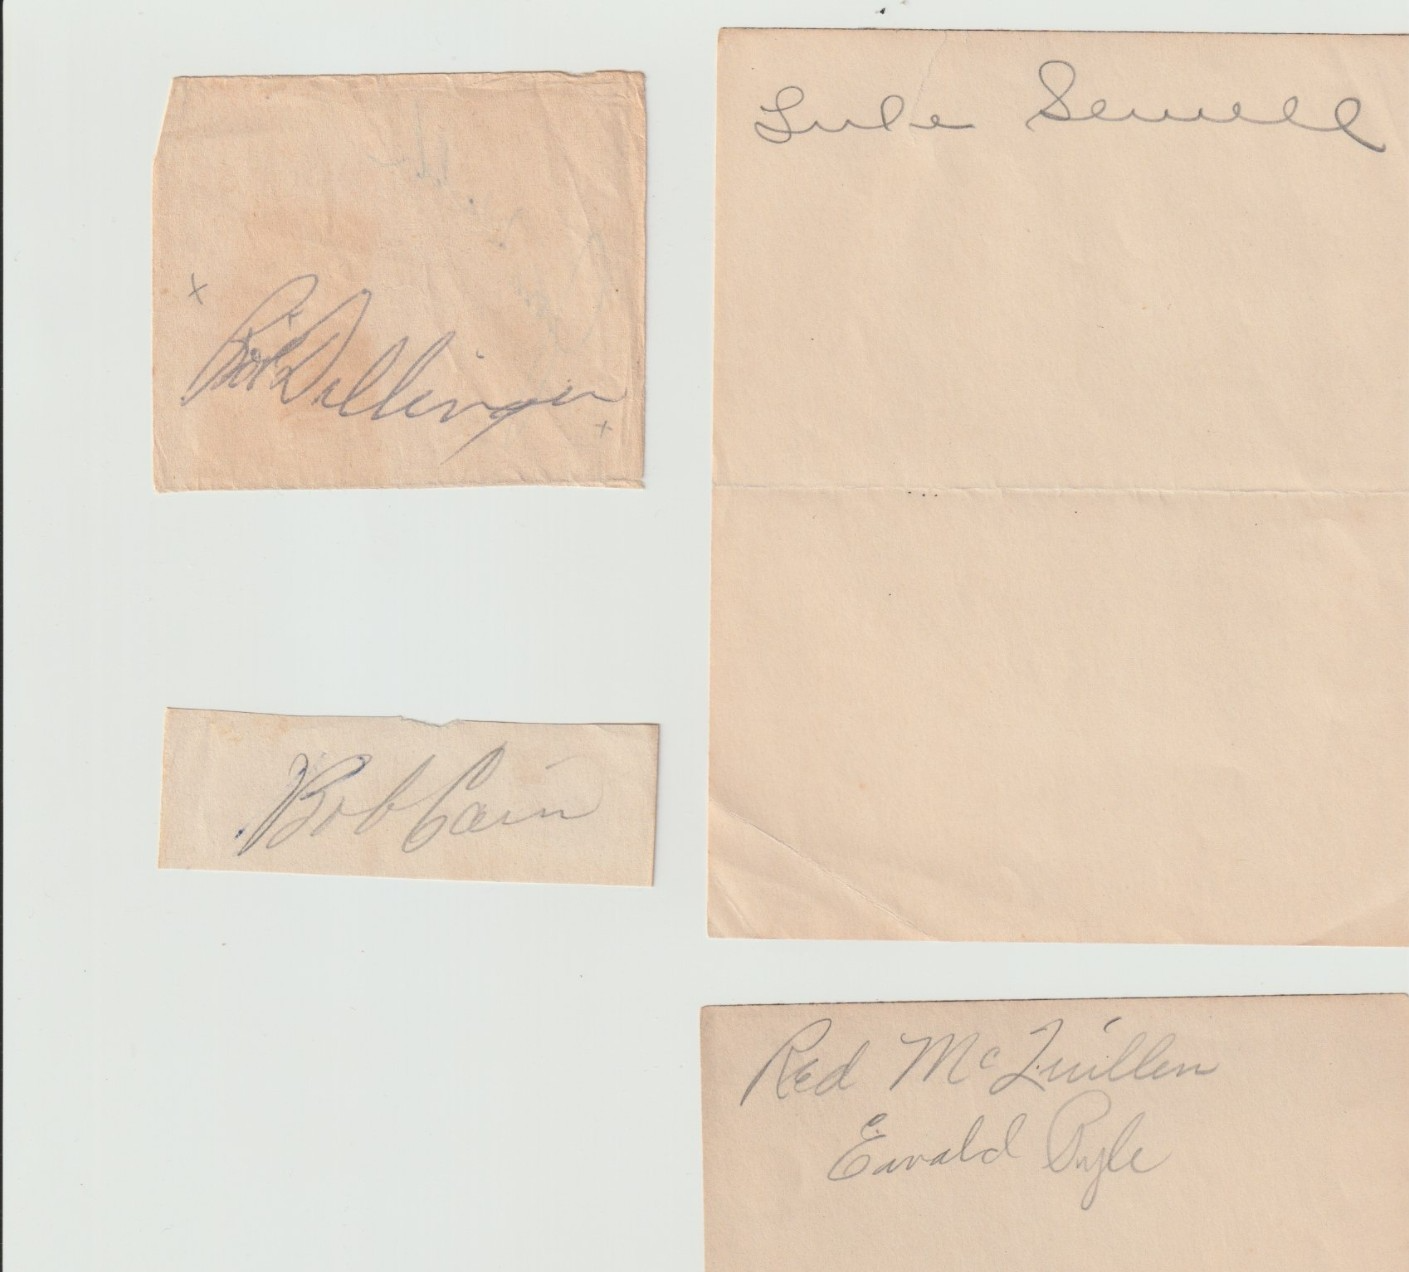 Luke Sewell
x
Bob Dillinger
x
Bob Cain
Red McQuillen
Ewald Pyle